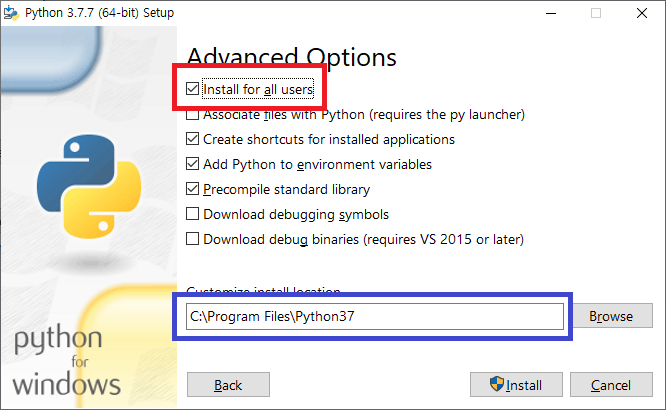 Python 3.7.7 (64-bit) Setup
Advanced Options
Install for all users
Associate files with Python (requires the py launcher)
Create shortcuts for installed applications
Add Python to environment variables
Precompile standard library
Download debugging symbols
Download debug binaries (requires VS 2015 or later)
Customize install location
C:\Program Files\Python37
Browse
python
for
windows
Back
Install
Cancel